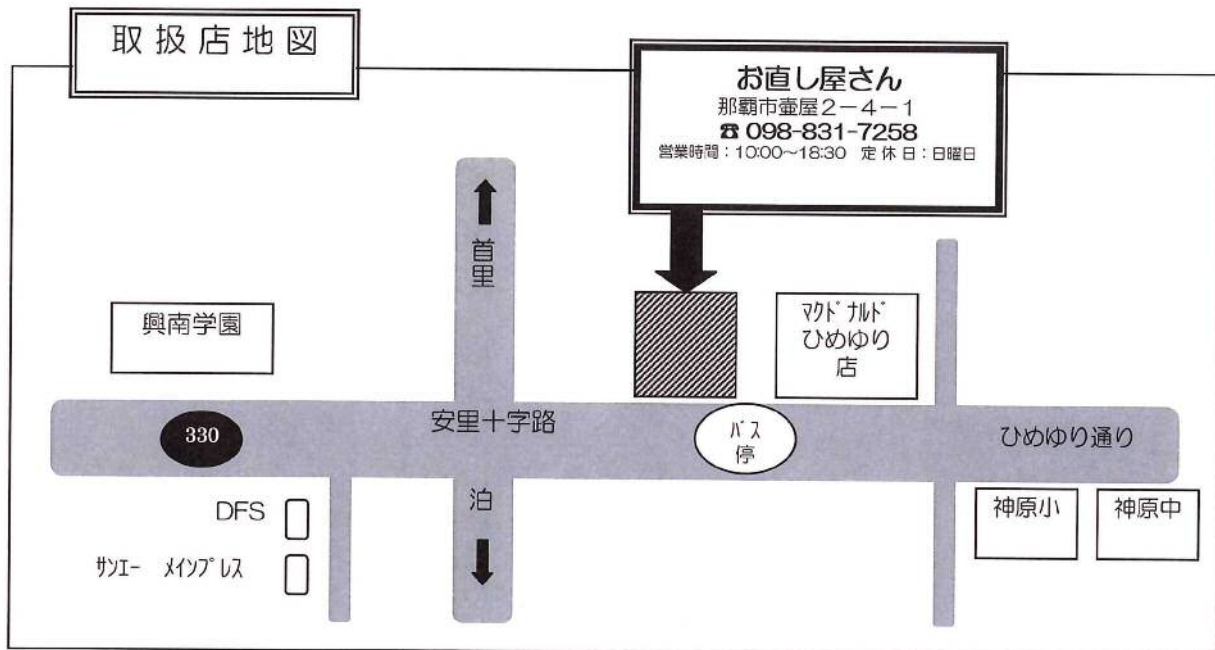 取扱店地図
お直し屋さん
那覇市壷屋2-4-1
☎ 098-831-7258
営業時間：10:00～18:30 定休日：日曜日
首里
興南学園
ﾏｸﾄﾞﾅﾙﾄﾞ
ひめゆり
店
330
安里十字路
ﾊﾞｽ
停
ひめゆり通り
DFS
泊
神原小
神原中
ｻﾝｴｰ ﾒｲﾝﾌﾟﾚｽ